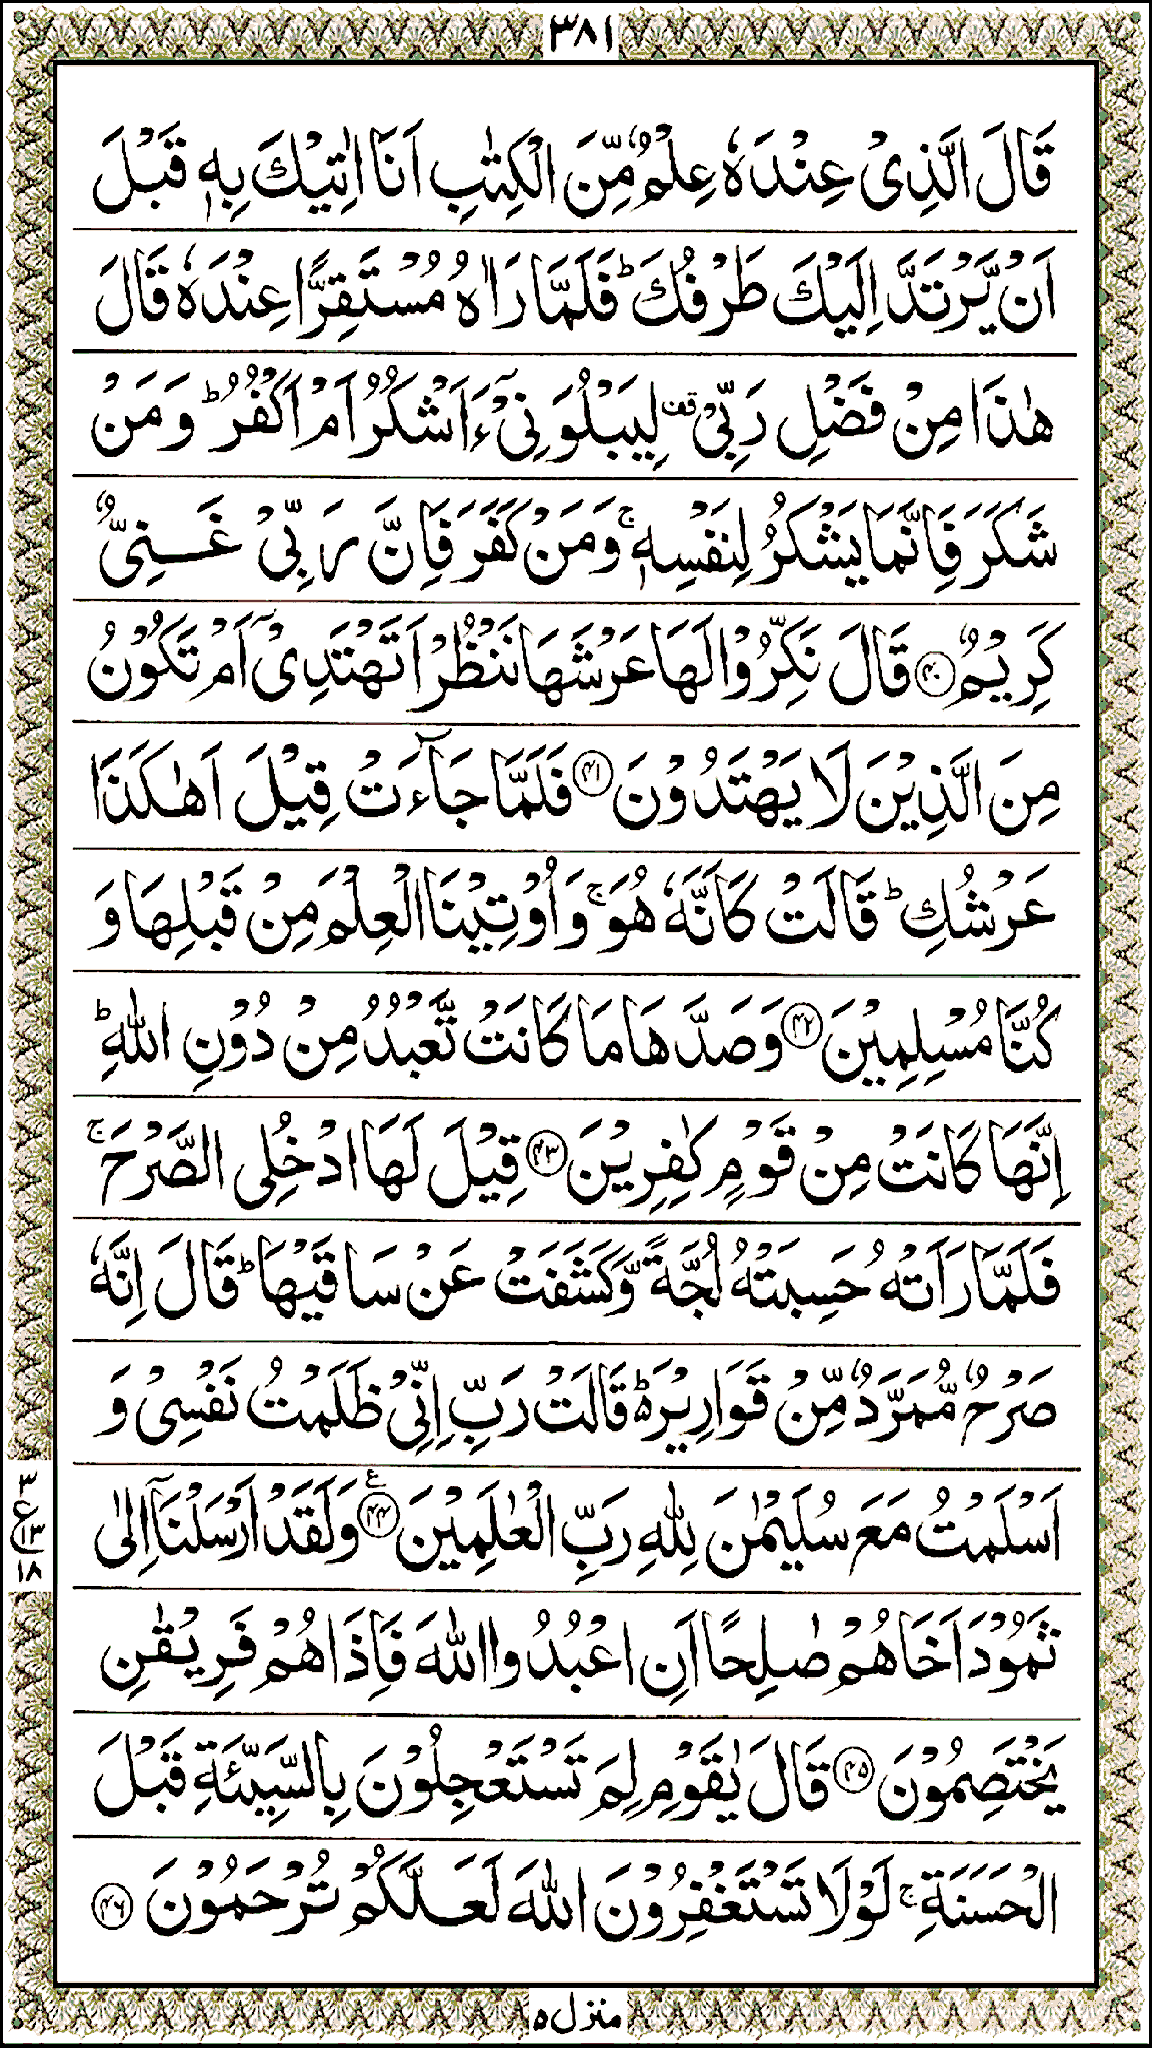 ٣٨١
قَالَ الَّذِیْ عِنْدَهٗ عِلْمٌ مِّنَ الْكِتٰبِ اَنَا اٰتِیْكَ بِهٖ قَبْلَ
اَنْ یَّرْتَدَّ اِلَیْكَ طَرْفُكَ ؕ فَلَمَّا رَاٰهُ مُسْتَقِرًّا عِنْدَهٗ قَالَ
هٰذَا مِنْ فَضْلِ رَبِّیْ ۫ۖ لِیَبْلُوَنِیْۤ ءَاَشْكُرُ اَمْ اَكْفُرُ ؕ وَ مَنْ
شَكَرَ فَاِنَّمَا یَشْكُرُ لِنَفْسِهٖ ۚ وَ مَنْ كَفَرَ فَاِنَّ رَبِّیْ غَنِیٌّ
كَرِیْمٌ ﴿۴۰﴾ قَالَ نَكِّرُوْا لَهَا عَرْشَهَا نَنْظُرْ اَتَهْتَدِیْۤ اَمْ تَكُوْنُ
مِنَ الَّذِیْنَ لَا یَهْتَدُوْنَ ﴿۴۱﴾ فَلَمَّا جَآءَتْ قِیْلَ اَهٰكَذَا
عَرْشُكِ ؕ قَالَتْ كَاَنَّهٗ هُوَ ۚ وَ اُوْتِیْنَا الْعِلْمَ مِنْ قَبْلِهَا وَ
كُنَّا مُسْلِمِیْنَ ﴿۴۲﴾ وَ صَدَّهَا مَا كَانَتْ تَّعْبُدُ مِنْ دُوْنِ اللّٰهِ ؕ
اِنَّهَا كَانَتْ مِنْ قَوْمٍ كٰفِرِیْنَ ﴿۴۳﴾ قِیْلَ لَهَا ادْخُلِی الصَّرْحَ ۚ
فَلَمَّا رَاَتْهُ حَسِبَتْهُ لُجَّةً وَّ كَشَفَتْ عَنْ سَاقَیْهَا ؕ قَالَ اِنَّهٗ
صَرْحٌ مُّمَرَّدٌ مِّنْ قَوَارِیْرَ ؕ۬ قَالَتْ رَبِّ اِنِّیْ ظَلَمْتُ نَفْسِیْ وَ
اَسْلَمْتُ مَعَ سُلَیْمٰنَ لِلّٰهِ رَبِّ الْعٰلَمِیْنَ ﴿۴۴﴾ ع وَ لَقَدْ اَرْسَلْنَاۤ اِلٰی
٣
ع
١٣
١٨
ثَمُوْدَ اَخَاهُمْ صٰلِحًا اَنِ اعْبُدُوا اللّٰهَ فَاِذَا هُمْ فَرِیْقٰنِ
یَخْتَصِمُوْنَ ﴿۴۵﴾ قَالَ یٰقَوْمِ لِمَ تَسْتَعْجِلُوْنَ بِالسَّیِّئَةِ قَبْلَ
الْحَسَنَةِ ۚ لَوْ لَا تَسْتَغْفِرُوْنَ اللّٰهَ لَعَلَّكُمْ تُرْحَمُوْنَ ﴿۴۶﴾
منزل ۵